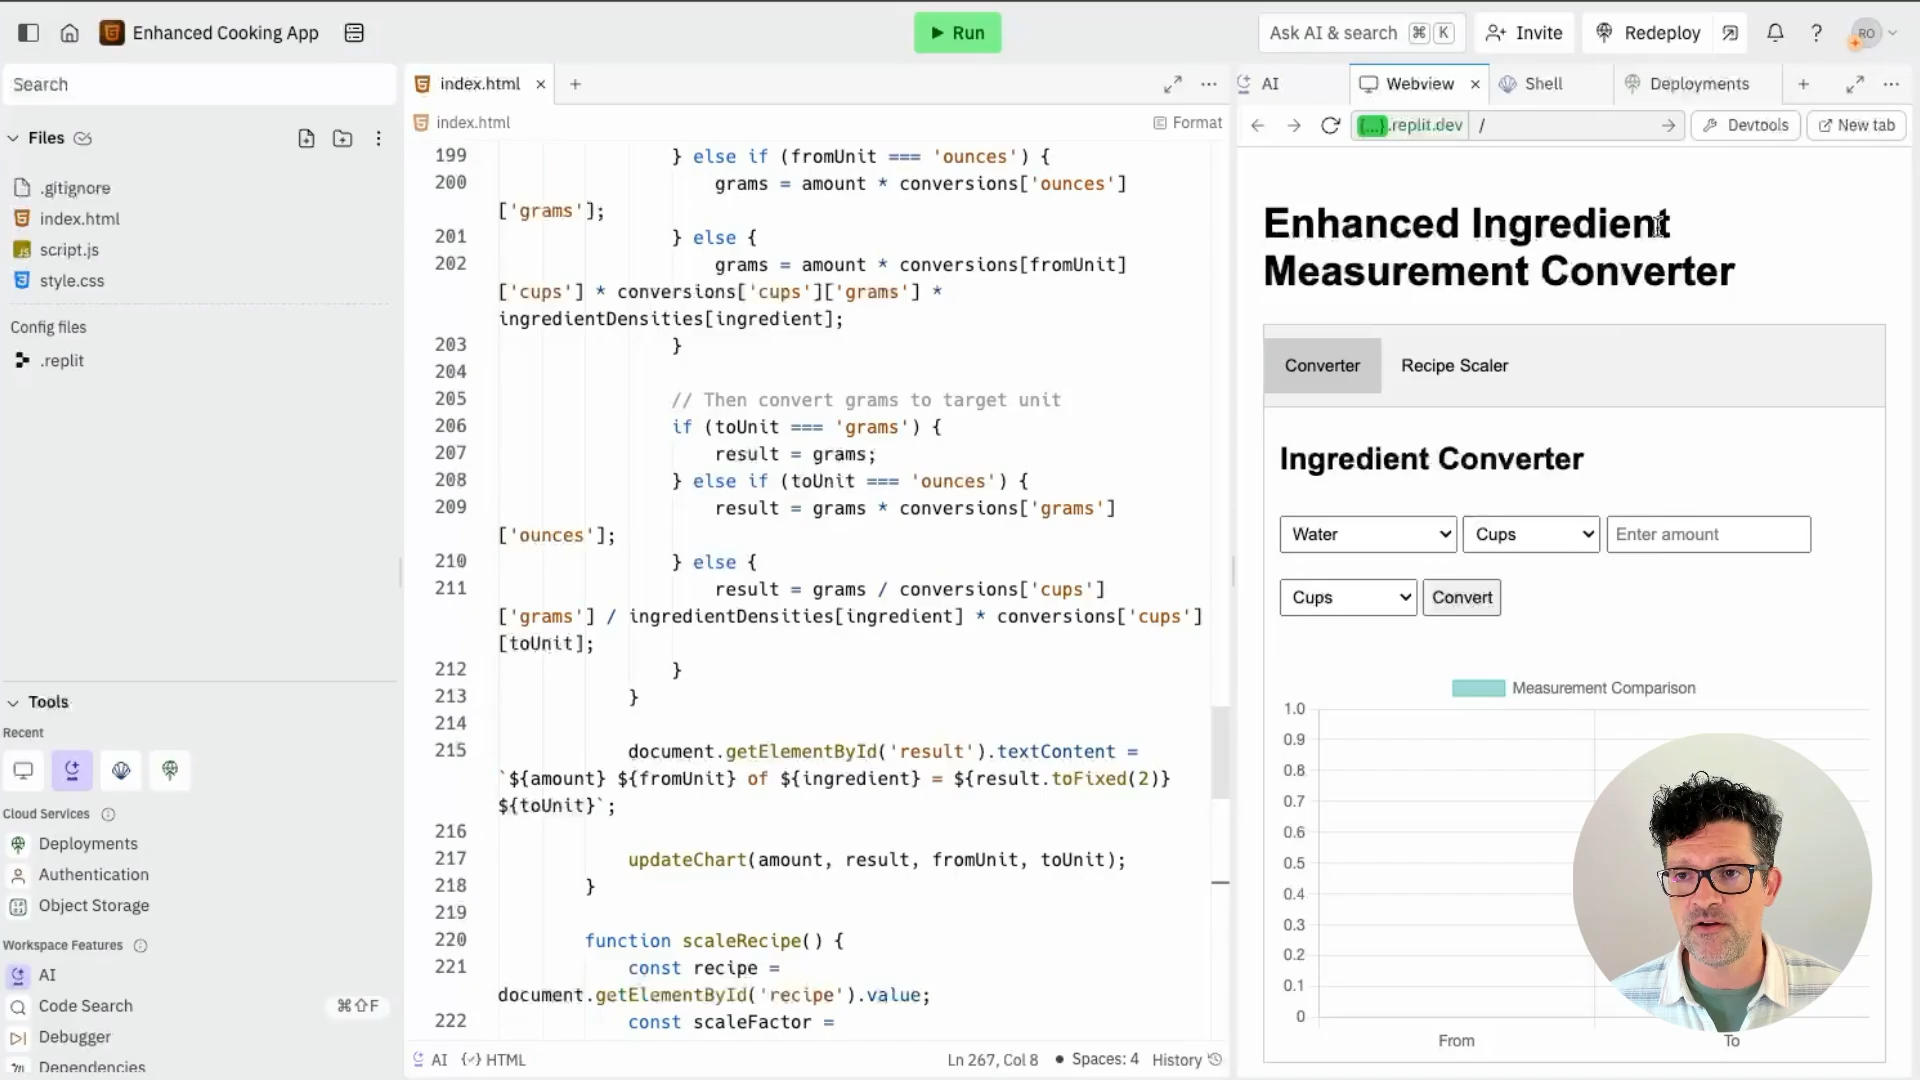 Enhanced Cooking App
Run
Ask AI & search ⌘ K
Invite
Redeploy
RO
Search
Files
.gitignore
index.html
script.js
style.css
Config files
.replit
Tools
Recent
Cloud Services
Deployments
Authentication
Object Storage
Workspace Features
AI
Code Search ⌘⇧F
Debugger
Dependencies
index.html
index.html
Format
199 } else if (fromUnit === 'ounces') {
200 grams = amount * conversions['ounces']
['grams'];
201 } else {
202 grams = amount * conversions[fromUnit]
['cups'] * conversions['cups']['grams'] *
ingredientDensities[ingredient];
203 }
204
205 // Then convert grams to target unit
206 if (toUnit === 'grams') {
207 result = grams;
208 } else if (toUnit === 'ounces') {
209 result = grams * conversions['grams']
['ounces'];
210 } else {
211 result = grams / conversions['cups']
['grams'] / ingredientDensities[ingredient] * conversions['cups']
[toUnit];
212 }
213 }
214
215 document.getElementById('result').textContent =
`${amount} ${fromUnit} of ${ingredient} = ${result.toFixed(2)}
${toUnit}`;
216
217 updateChart(amount, result, fromUnit, toUnit);
218 }
219
220 function scaleRecipe() {
221 const recipe =
document.getElementById('recipe').value;
222 const scaleFactor =
AI HTML
Ln 267, Col 8 • Spaces: 4 History
AI
Webview
Shell
Deployments
{...}.replit.dev /
Devtools
New tab
Enhanced Ingredient
Measurement Converter
Converter
Recipe Scaler
Ingredient Converter
Water
Cups
Enter amount
Cups
Convert
Measurement Comparison
1.0
0.9
0.8
0.7
0.6
0.5
0.4
0.3
0.2
0.1
0
From
To